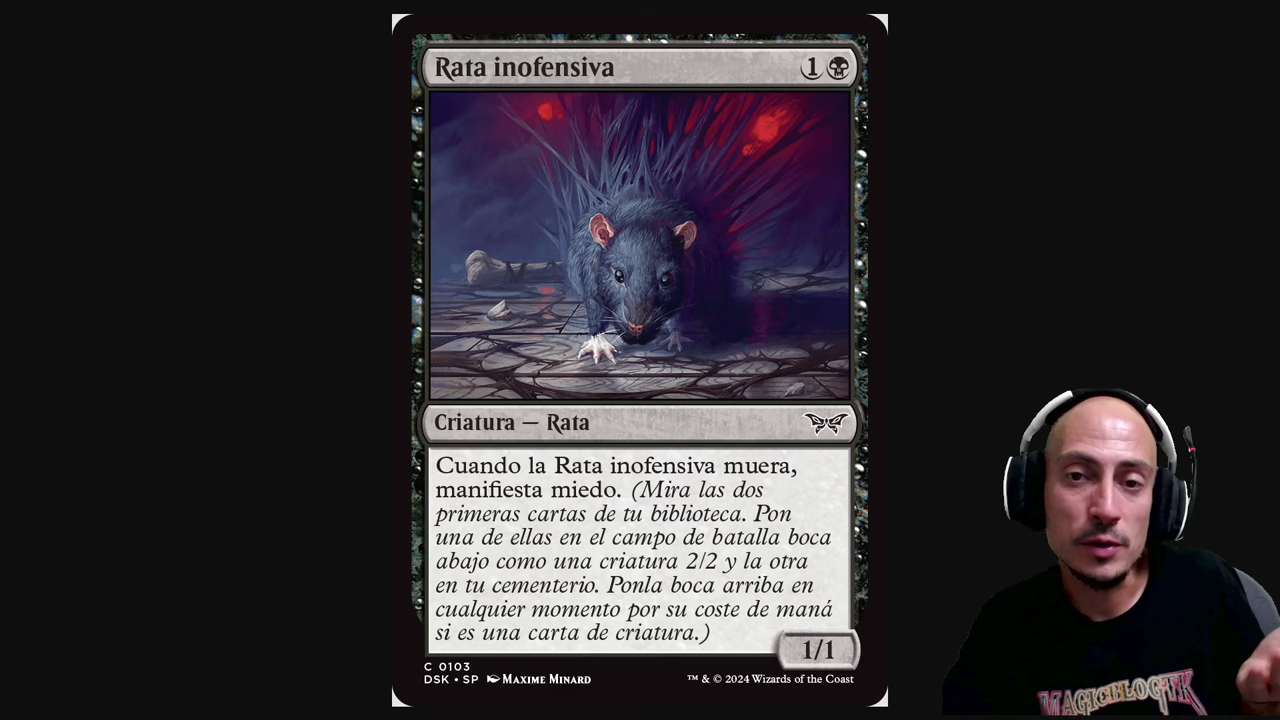 Rata inofensiva
1
Criatura — Rata
Cuando la Rata inofensiva muera,
manifiesta miedo. (Mira las dos
primeras cartas de tu biblioteca. Pon
una de ellas en el campo de batalla boca
abajo como una criatura 2/2 y la otra
en tu cementerio. Ponla boca arriba en
cualquier momento por su coste de maná
si es una carta de criatura.)
1/1
C 0103
DSK • SP MAXIME MINARD
™ & © 2024 Wizards of the Coast
MAGICBLOGTK